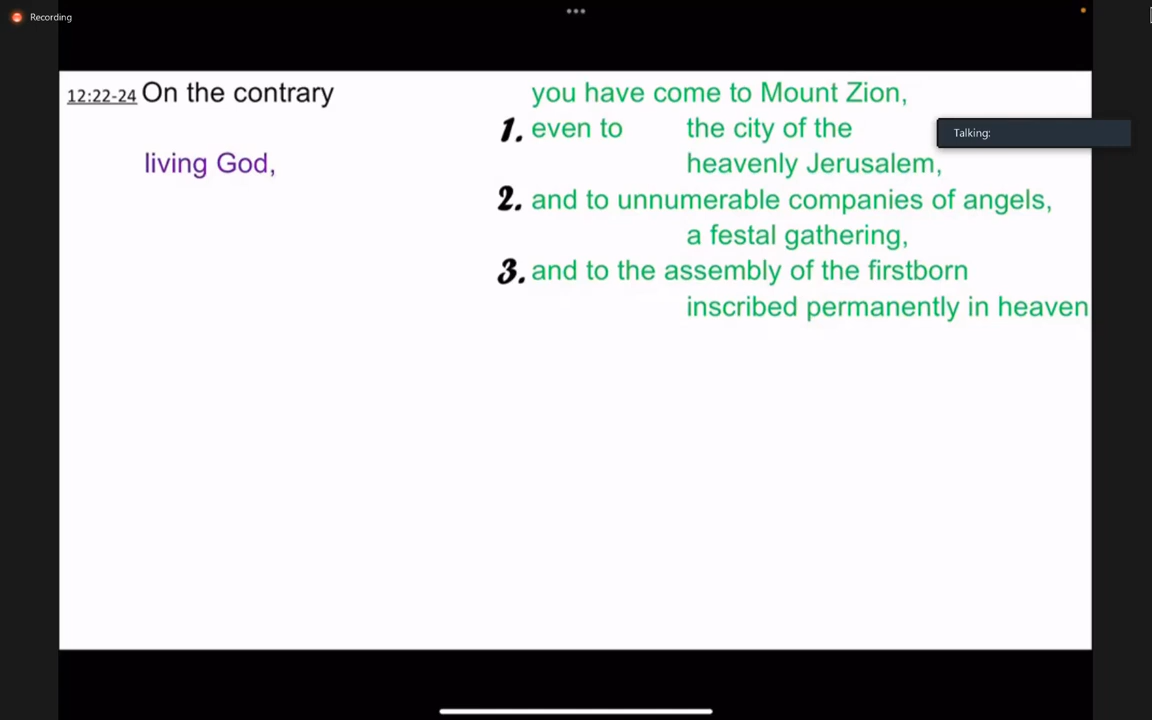 Recording
12:22-24 On the contrary you have come to Mount Zion,
1. even to the city of the
living God, heavenly Jerusalem,
2. and to unnumerable companies of angels,
a festal gathering,
3. and to the assembly of the firstborn
inscribed permanently in heaven
Talking: